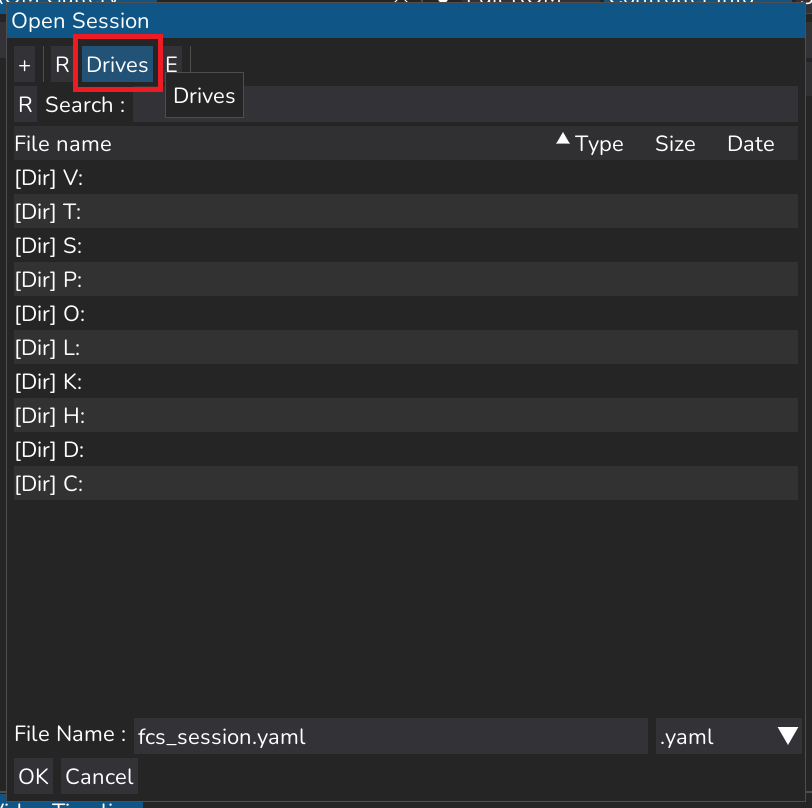 Open Session
+ R Drives E
Drives
R Search :
File name Type Size Date
[Dir] V:
[Dir] T:
[Dir] S:
[Dir] P:
[Dir] O:
[Dir] L:
[Dir] K:
[Dir] H:
[Dir] D:
[Dir] C:
File Name : fcs_session.yaml .yaml
OK Cancel